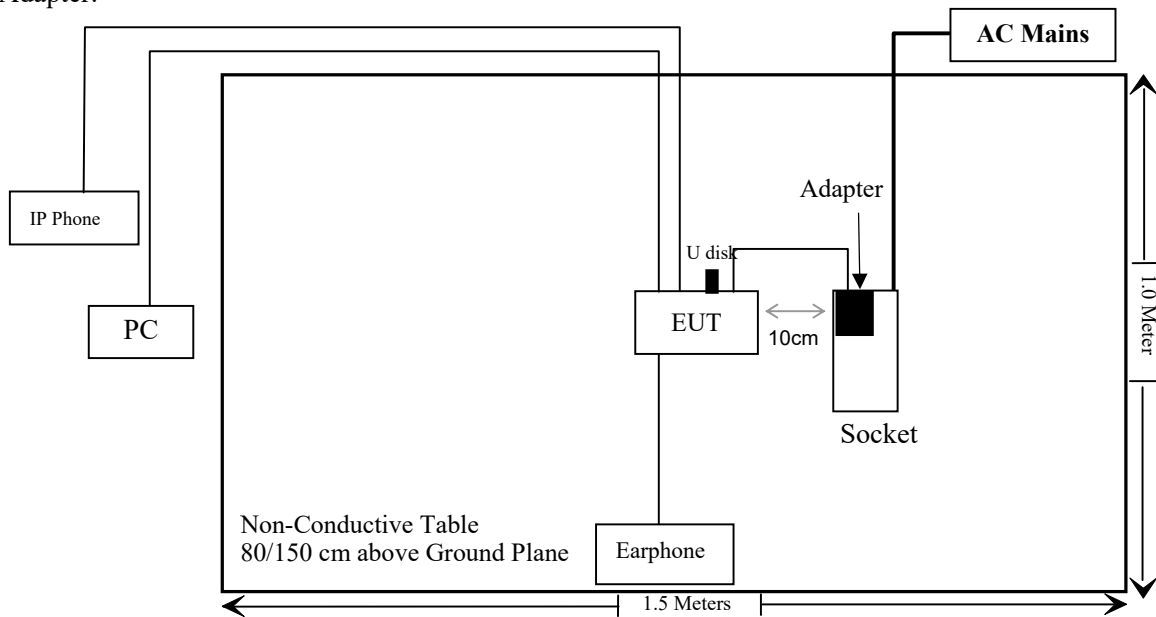 Adapter.
AC Mains
Adapter
IP Phone
U disk
PC
EUT
10cm
1.0 Meter
Socket
Non-Conductive Table
80/150 cm above Ground Plane
Earphone
1.5 Meters